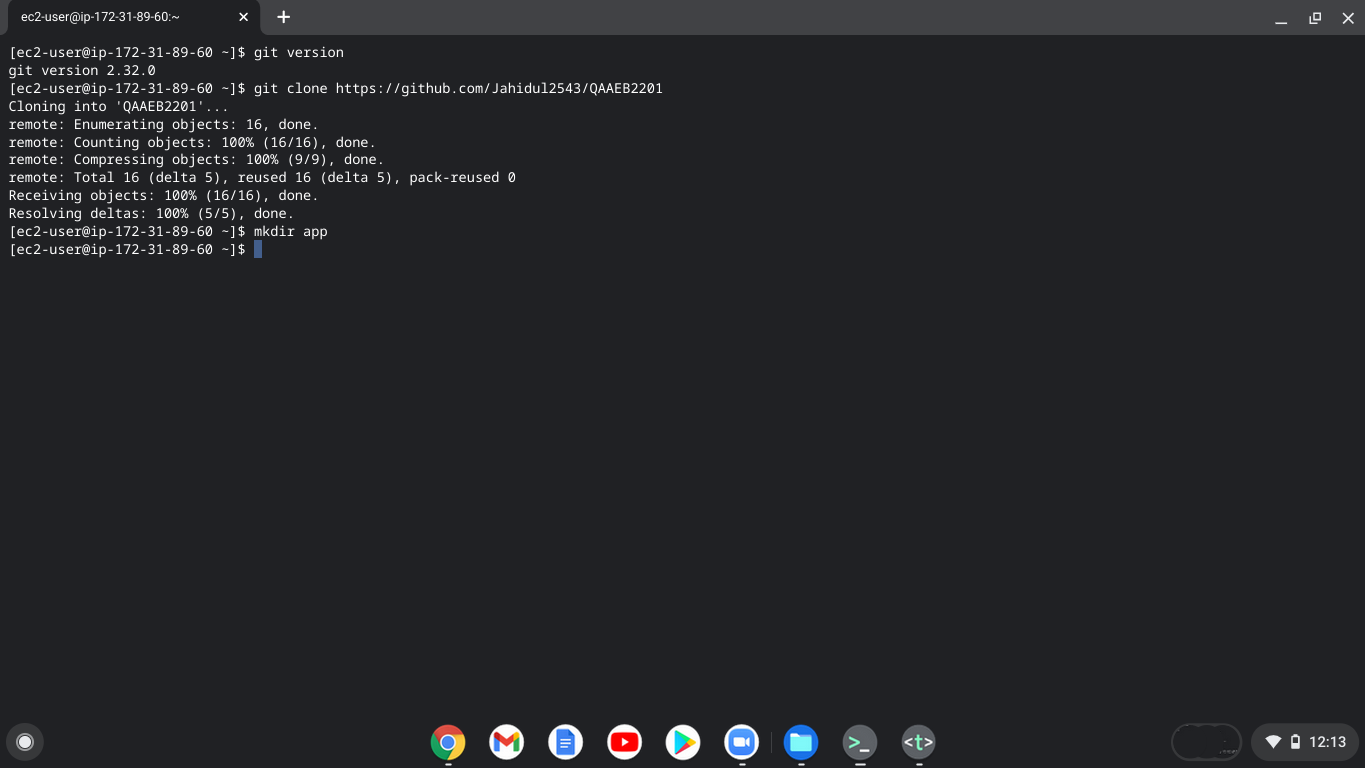 ec2-user@ip-172-31-89-60:~
[ec2-user@ip-172-31-89-60 ~]$ git version
git version 2.32.0
[ec2-user@ip-172-31-89-60 ~]$ git clone https://github.com/Jahidul2543/QAAEB2201
Cloning into 'QAAEB2201'...
remote: Enumerating objects: 16, done.
remote: Counting objects: 100% (16/16), done.
remote: Compressing objects: 100% (9/9), done.
remote: Total 16 (delta 5), reused 16 (delta 5), pack-reused 0
Receiving objects: 100% (16/16), done.
Resolving deltas: 100% (5/5), done.
[ec2-user@ip-172-31-89-60 ~]$ mkdir app
[ec2-user@ip-172-31-89-60 ~]$
>_
<t>
12:13